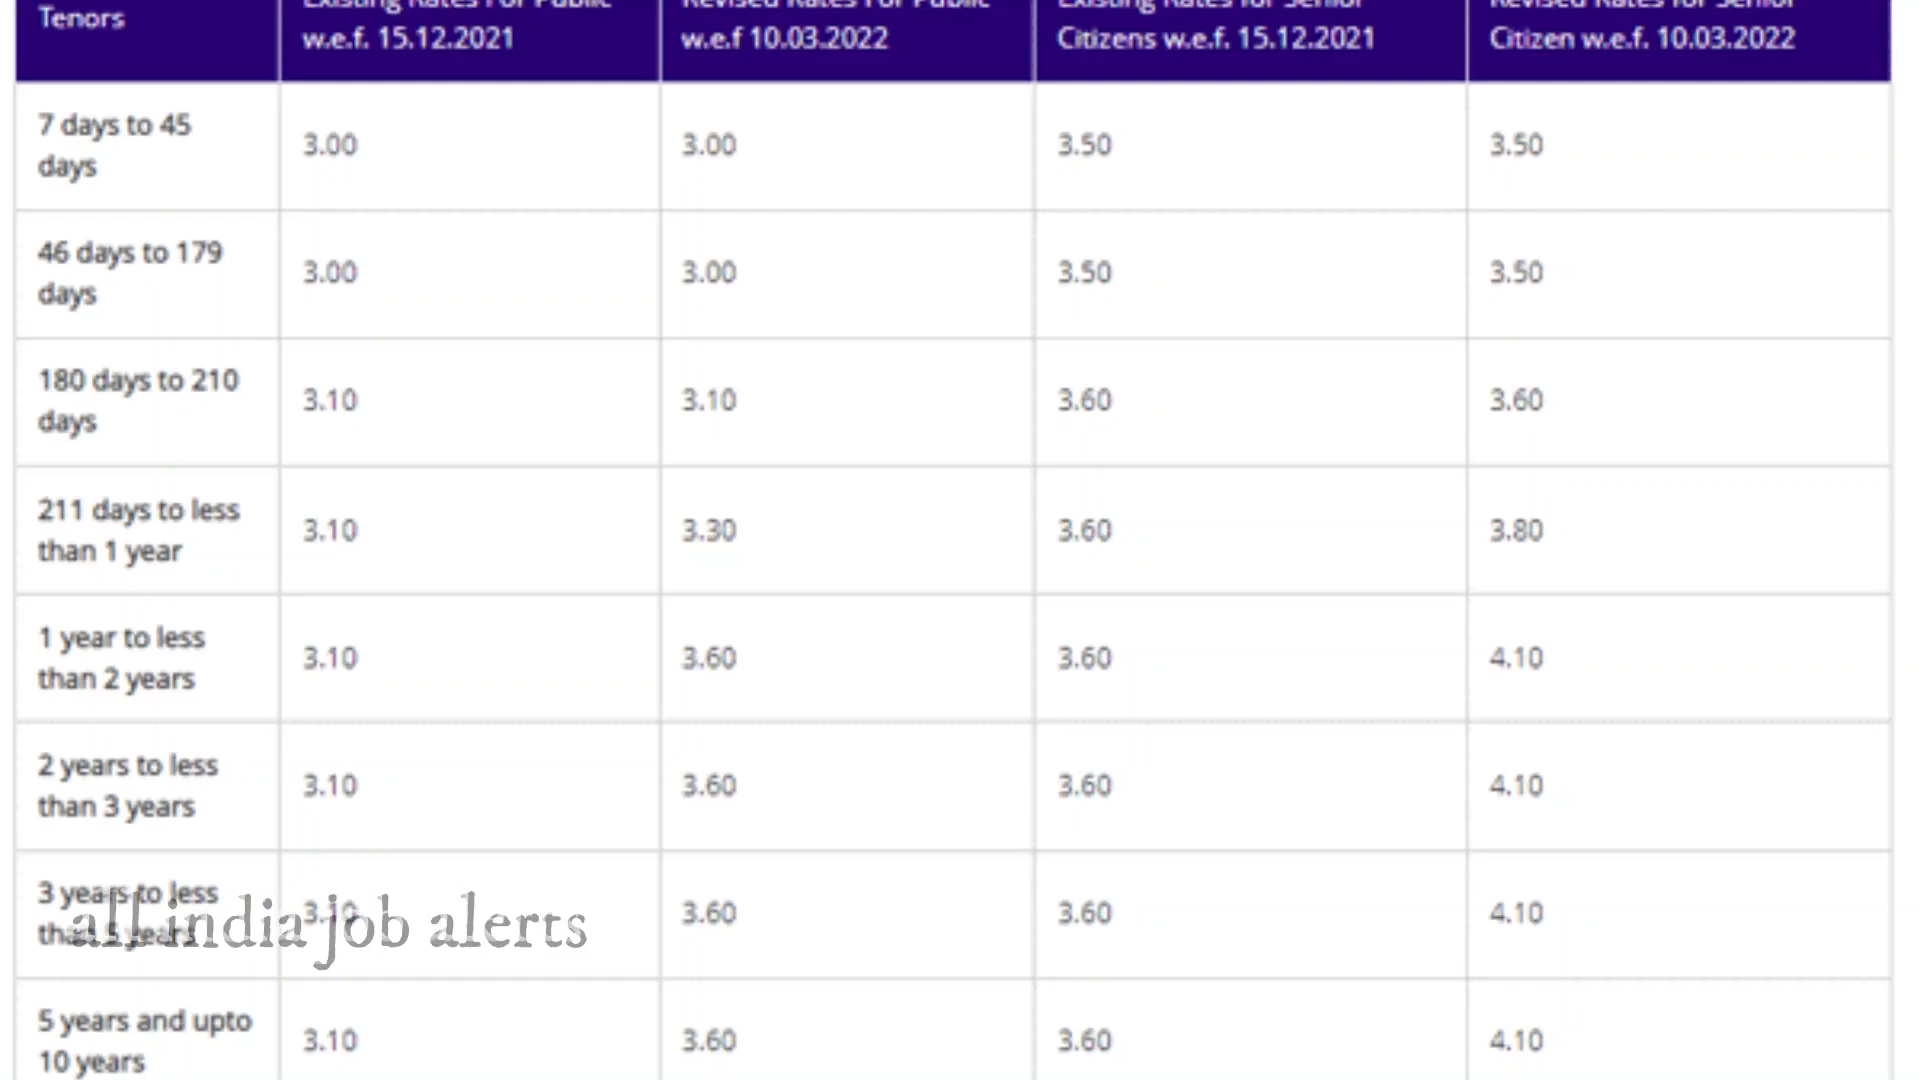 Tenors
Existing Rates For Public
w.e.f. 15.12.2021
Revised Rates For Public
w.e.f 10.03.2022
Existing Rates for Senior
Citizens w.e.f. 15.12.2021
Revised Rates for Senior
Citizen w.e.f. 10.03.2022
7 days to 45
days
3.00
3.00
3.50
3.50
46 days to 179
days
3.00
3.00
3.50
3.50
180 days to 210
days
3.10
3.10
3.60
3.60
211 days to less
than 1 year
3.10
3.30
3.60
3.80
1 year to less
than 2 years
3.10
3.60
3.60
4.10
2 years to less
than 3 years
3.10
3.60
3.60
4.10
3 years to less
than 5 years
3.10
3.60
3.60
4.10
all india job alerts
5 years and upto
10 years
3.10
3.60
3.60
4.10